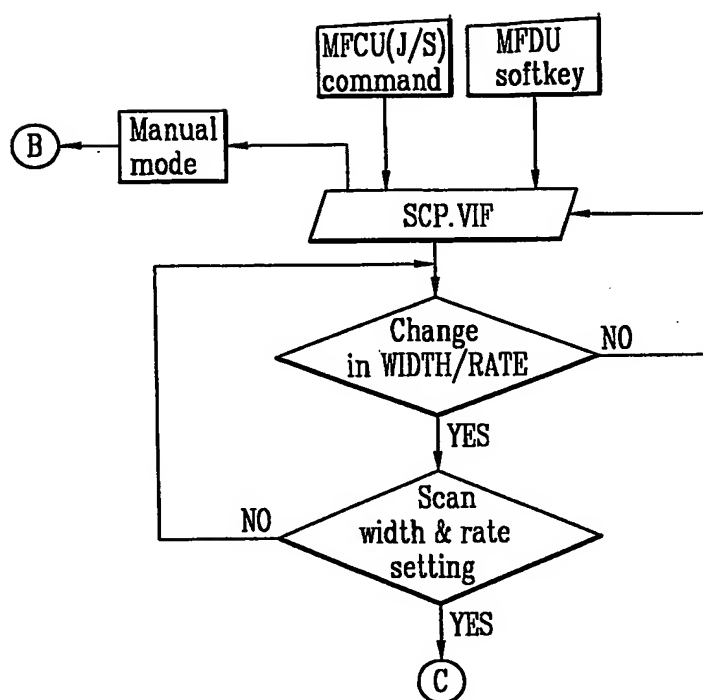 MFCU(J/S)
command
MFDU
softkey
B
Manual
mode
SCP.VIF
Change
in WIDTH/RATE
NO
YES
Scan
width & rate
setting
NO
YES
C